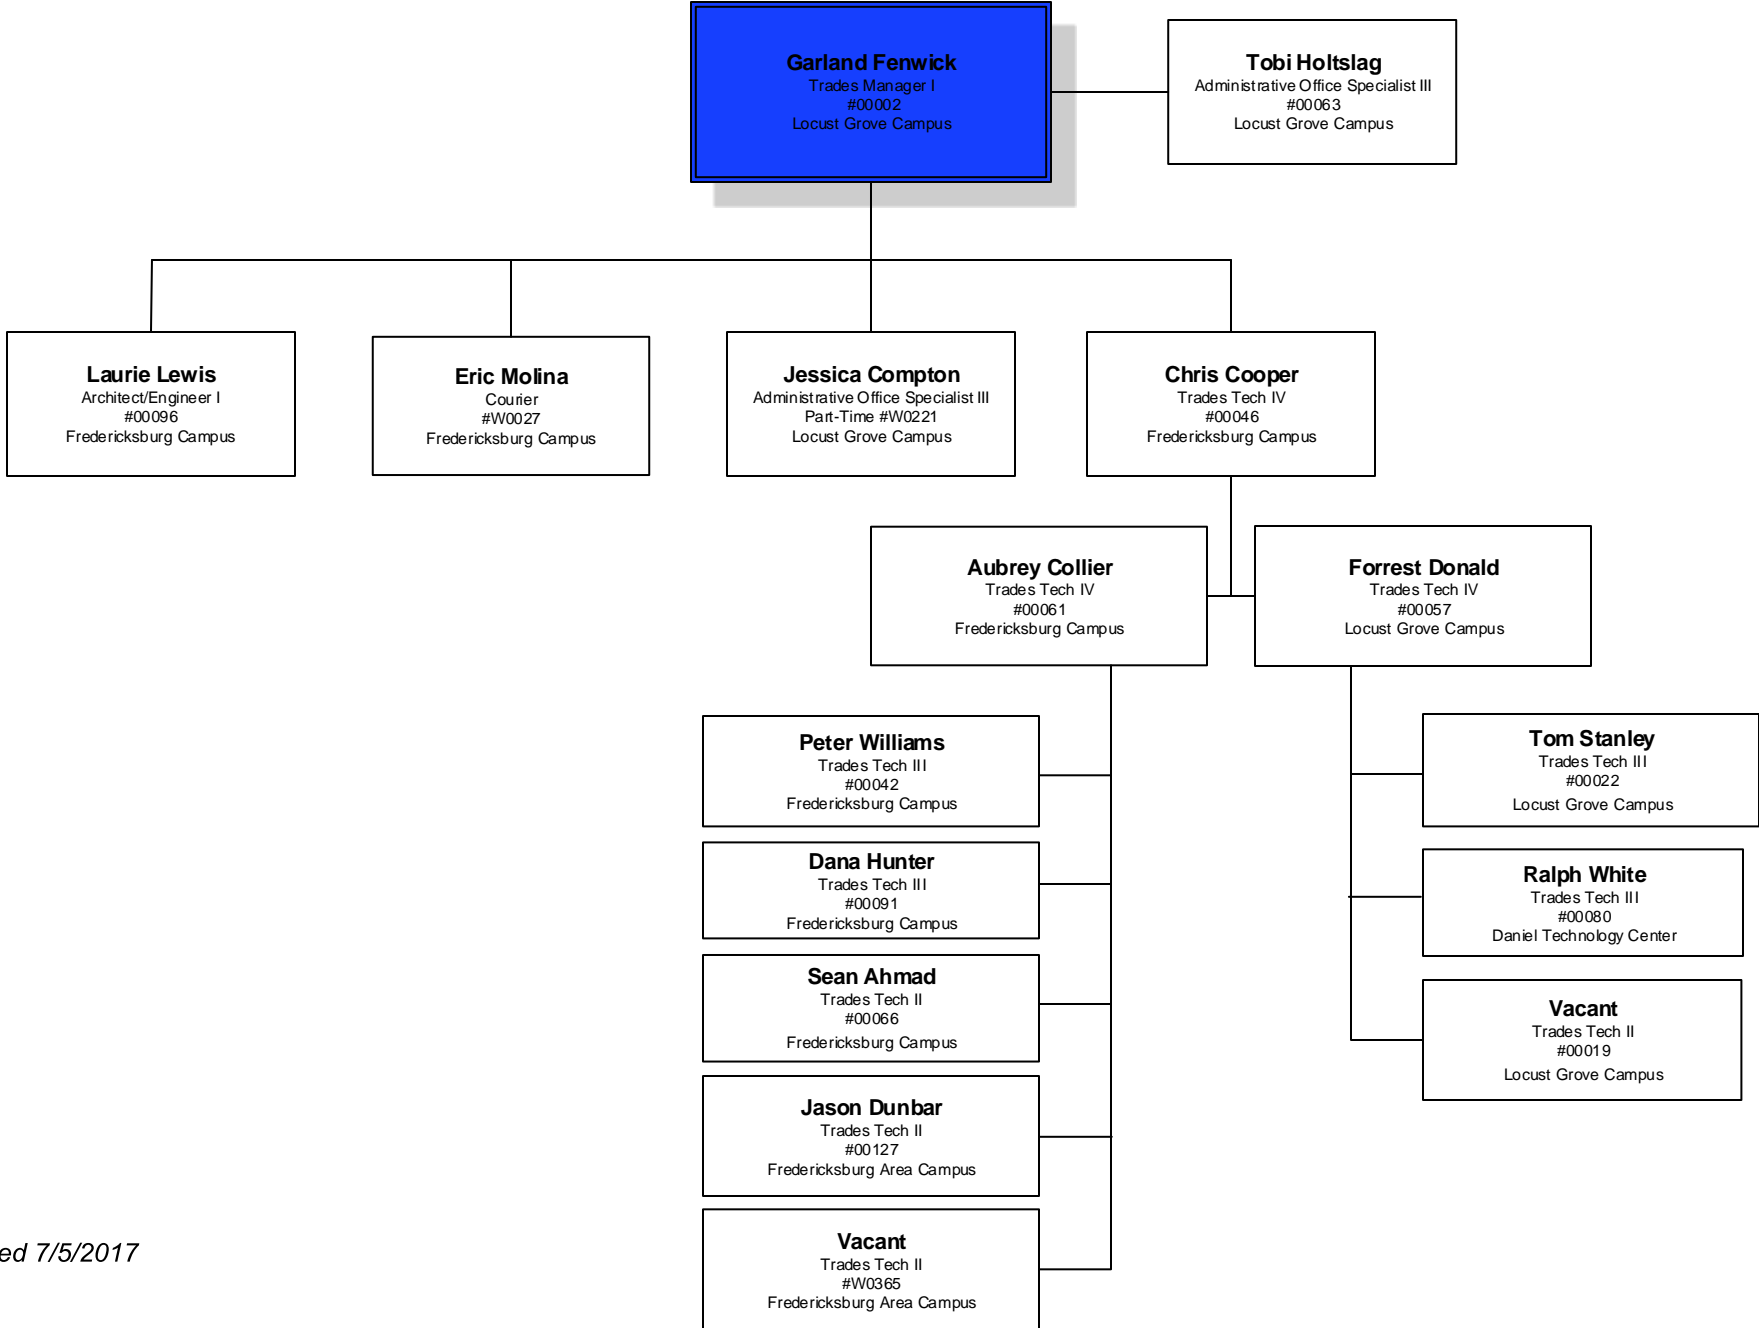 Garland Fenwick
Trades Manager I
#00002
Locust Grove Campus
Tobi Holtslag
Administrative Office Specialist III
#00063
Locust Grove Campus
Laurie Lewis
Architect/Engineer I
#00096
Fredericksburg Campus
Eric Molina
Courier
#W0027
Fredericksburg Campus
Jessica Compton
Administrative Office Specialist III
Part-Time #W0221
Locust Grove Campus
Chris Cooper
Trades Tech IV
#00046
Fredericksburg Campus
Aubrey Collier
Trades Tech IV
#00061
Fredericksburg Campus
Forrest Donald
Trades Tech IV
#00057
Locust Grove Campus
Peter Williams
Trades Tech III
#00042
Fredericksburg Campus
Dana Hunter
Trades Tech III
#00091
Fredericksburg Campus
Sean Ahmad
Trades Tech II
#00066
Fredericksburg Campus
Jason Dunbar
Trades Tech II
#00127
Fredericksburg Area Campus
Vacant
Trades Tech II
#W0365
Fredericksburg Area Campus
Tom Stanley
Trades Tech III
#00022
Locust Grove Campus
Ralph White
Trades Tech III
#00080
Daniel Technology Center
Vacant
Trades Tech II
#00019
Locust Grove Campus
ed 7/5/2017